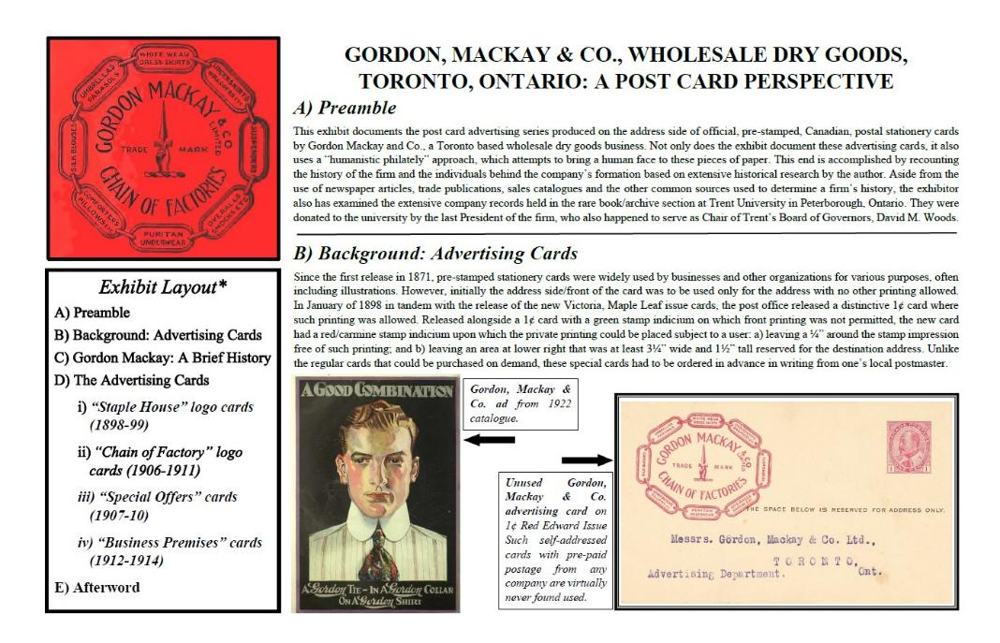 GORDON MACKAY & CO LIMITED
TRADE MARK
CHAIN OF FACTORIES
WHITE WEAR
DRESS SKIRTS
SUSPENDERS
OVERALLS
SMOCKS ETC
PURITAN
UNDERWEAR
COMFORTERS
PILLOWS ETC
SILK BLOUSES
UMBRELLAS
PARASOLS
GORDON, MACKAY & CO., WHOLESALE DRY GOODS,
TORONTO, ONTARIO: A POST CARD PERSPECTIVE
A) Preamble
This exhibit documents the post card advertising series produced on the address side of official, pre-stamped, Canadian, postal stationery cards
by Gordon Mackay and Co., a Toronto based wholesale dry goods business. Not only does the exhibit document these advertising cards, it also
uses a “humanistic philately” approach, which attempts to bring a human face to these pieces of paper. This end is accomplished by recounting
the history of the firm and the individuals behind the company’s formation based on extensive historical research by the author. Aside from the
use of newspaper articles, trade publications, sales catalogues and the other common sources used to determine a firm’s history, the exhibitor
also has examined the extensive company records held in the rare book/archive section at Trent University in Peterborough, Ontario. They were
donated to the university by the last President of the firm, who also happened to serve as Chair of Trent’s Board of Governors, David M. Woods.
B) Background: Advertising Cards
Since the first release in 1871, pre-stamped stationery cards were widely used by businesses and other organizations for various purposes, often
including illustrations. However, initially the address side/front of the card was to be used only for the address with no other printing allowed.
In January of 1898 in tandem with the release of the new Victoria, Maple Leaf issue cards, the post office released a distinctive 1¢ card where
such printing was allowed. Released alongside a 1¢ card with a green stamp indicium on which front printing was not permitted, the new card
had a red/carmine stamp indicium upon which the private printing could be placed subject to a user: a) leaving a ¼” around the stamp impression
free of such printing; and b) leaving an area at lower right that was at least 3¼” wide and 1½” tall reserved for the destination address. Unlike
the regular cards that could be purchased on demand, these special cards had to be ordered in advance in writing from one’s local postmaster.
Exhibit Layout*
A) Preamble
B) Background: Advertising Cards
C) Gordon Mackay: A Brief History
D) The Advertising Cards
i) “Staple House” logo cards
(1898-99)
ii) “Chain of Factory” logo
cards (1906-1911)
iii) “Special Offers” cards
(1907-10)
iv) “Business Premises” cards
(1912-1914)
E) Afterword
A GOOD COMBINATION
A Gordon TIE - IN A Gordon COLLAR
ON A Gordon SHIRT
Gordon, Mackay &
Co. ad from 1922
catalogue.
Unused Gordon,
Mackay & Co.
advertising card on
1¢ Red Edward Issue
Such self-addressed
cards with pre-paid
postage from any
company are virtually
never found used.
GORDON MACKAY & CO LIMITED
TRADE MARK
CHAIN OF FACTORIES
WHITE WEAR
PURITAN
UNDERWEAR
THE SPACE BELOW IS RESERVED FOR ADDRESS ONLY.
Messrs. Gordon, Mackay & Co. Ltd.,
TORONTO,
Advertising Department. Ont.